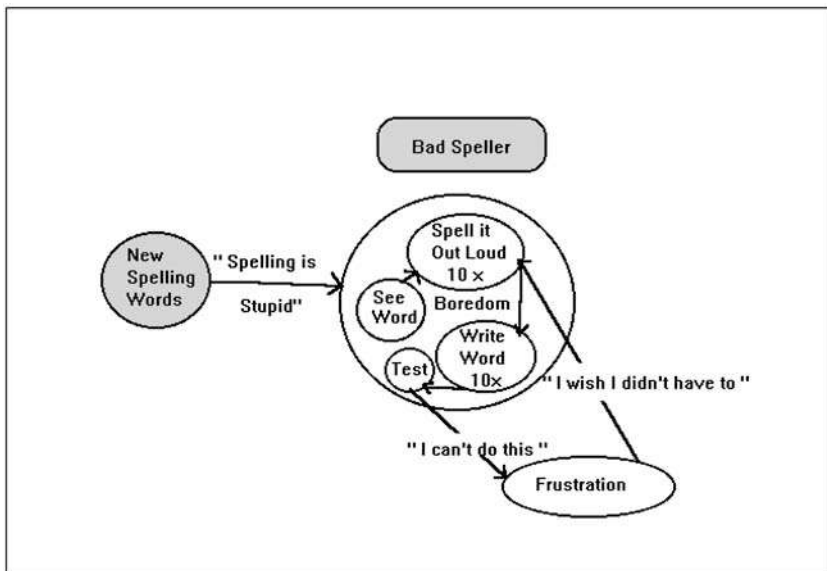 Bad Speller
New
Spelling
Words
" Spelling is
Stupid"
Spell it
Out Loud
10 x
See
Word
Boredom
Write
Word
10x
Test
" I wish I didn't have to "
" I can't do this "
Frustration